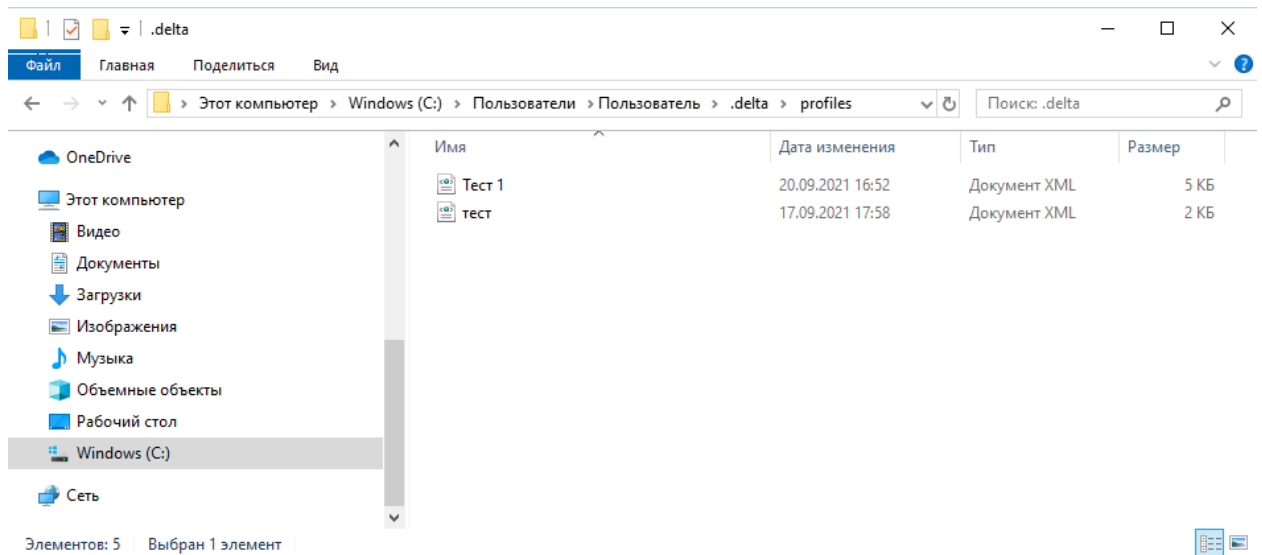 .delta
Файл Главная Поделиться Вид
Этот компьютер › Windows (C:) › Пользователи › Пользователь › .delta › profiles Поиск: .delta
Имя Дата изменения Тип Размер
OneDrive
Этот компьютер
Видео
Документы
Загрузки
Изображения
Музыка
Объемные объекты
Рабочий стол
Windows (C:)
Сеть
Тест 1 20.09.2021 16:52 Документ XML 5 КБ
тест 17.09.2021 17:58 Документ XML 2 КБ
Элементов: 5 Выбран 1 элемент